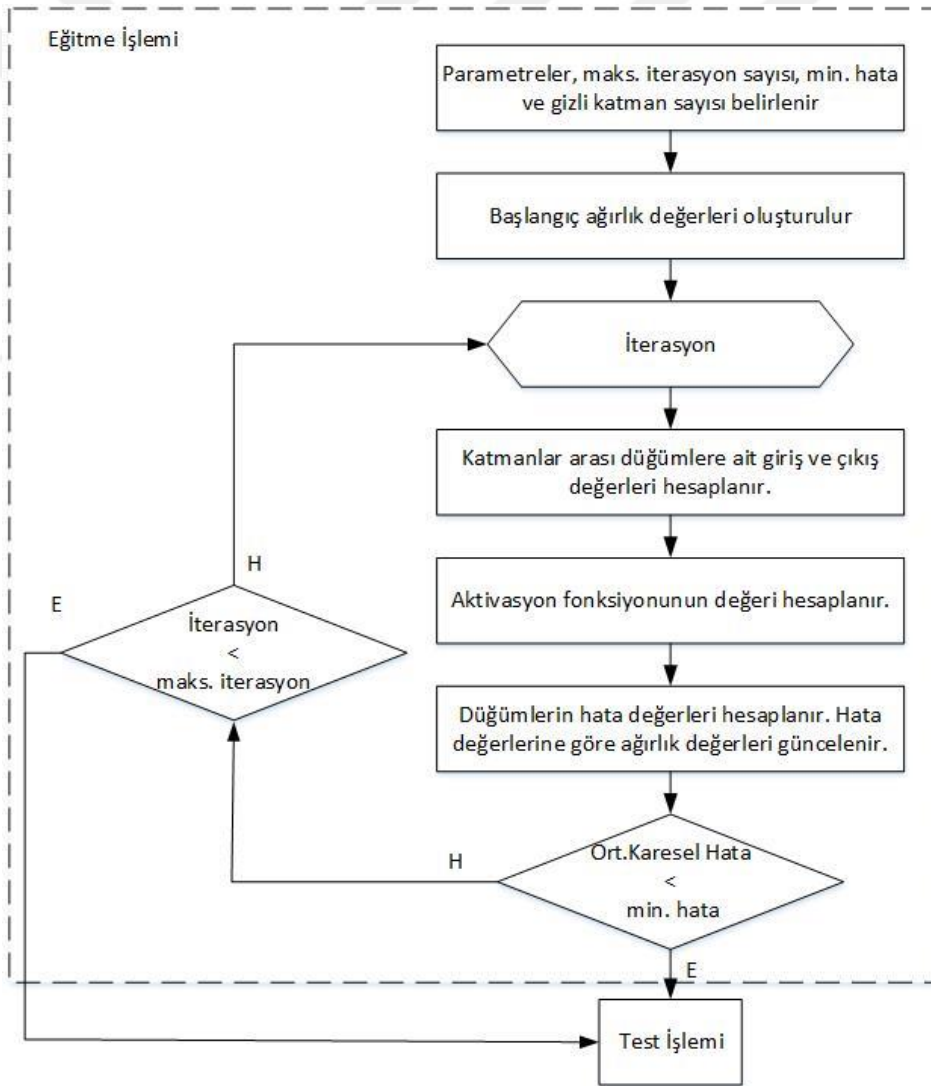 Eğitme İşlemi
Parametreler, maks. iterasyon sayısı, min. hata
ve gizli katman sayısı belirlenir
Başlangıç ağırlık değerleri oluşturulur
İterasyon
Katmanlar arası düğümlere ait giriş ve çıkış
değerleri hesaplanır.
Aktivasyon fonksiyonunun değeri hesaplanır.
Düğümlerin hata değerleri hesaplanır. Hata
değerlerine göre ağırlık değerleri güncelenir.
Ort.Karesel Hata
<
min. hata
H
E
İterasyon
<
maks. iterasyon
H
E
Test İşlemi